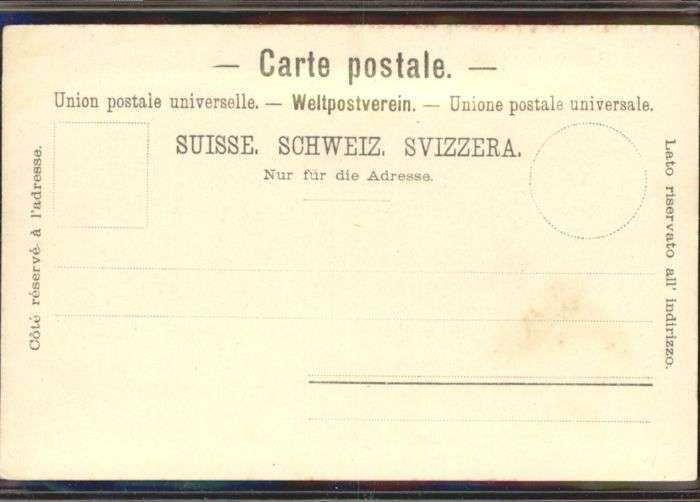 — Carte postale. —
Union postale universelle. — Weltpostverein. — Unione postale universale.
SUISSE. SCHWEIZ. SVIZZERA.
Nur für die Adresse.
Côté réservé à l'adresse.
Lato riservato all' indirizzo.